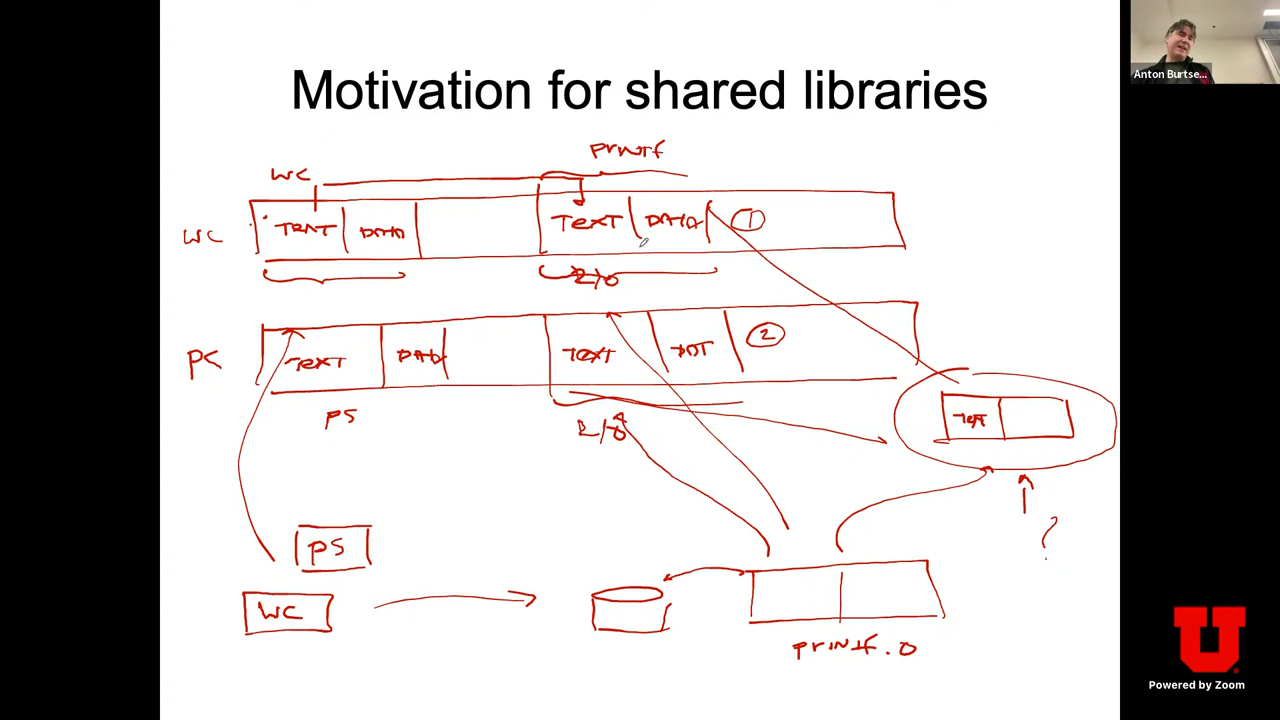 Motivation for shared libraries
Anton Burtse...
printf
WC
WC TEXT DATA TEXT DATA 1
R/O
PS TEXT DATA TEXT DAT 2
PS
R/O
Text
?
PS
WC
printf.o
U
Powered by Zoom